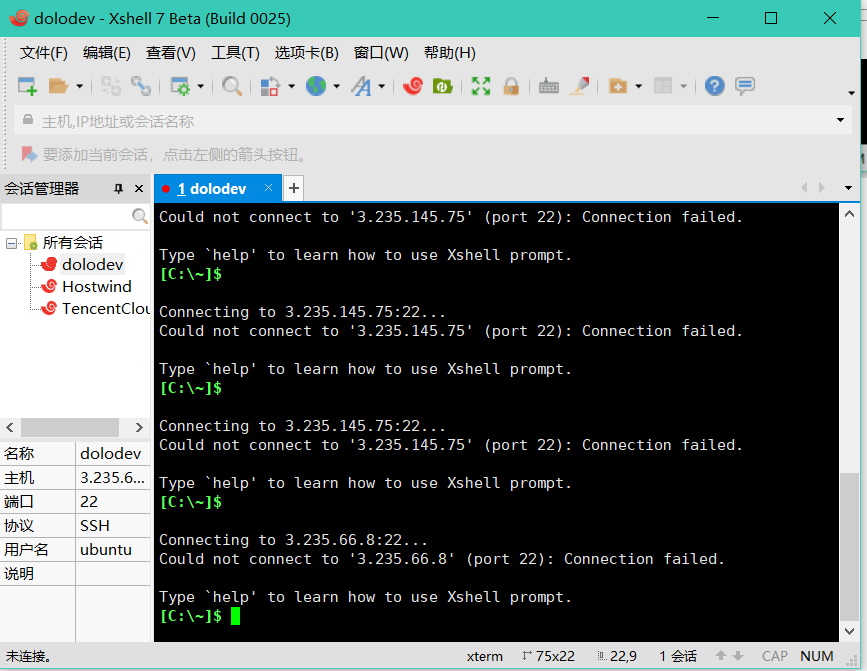 dolodev - Xshell 7 Beta (Build 0025)
文件(F) 编辑(E) 查看(V) 工具(T) 选项卡(B) 窗口(W) 帮助(H)
主机,IP地址或会话名称
要添加当前会话，点击左侧的箭头按钮。
会话管理器
1 dolodev
所有会话
dolodev
Hostwind
TencentClou
名称 dolodev
主机 3.235.6...
端口 22
协议 SSH
用户名 ubuntu
说明
Could not connect to '3.235.145.75' (port 22): Connection failed.
Type `help' to learn how to use Xshell prompt.
[C:\~]$
Connecting to 3.235.145.75:22...
Could not connect to '3.235.145.75' (port 22): Connection failed.
Type `help' to learn how to use Xshell prompt.
[C:\~]$
Connecting to 3.235.145.75:22...
Could not connect to '3.235.145.75' (port 22): Connection failed.
Type `help' to learn how to use Xshell prompt.
[C:\~]$
Connecting to 3.235.66.8:22...
Could not connect to '3.235.66.8' (port 22): Connection failed.
Type `help' to learn how to use Xshell prompt.
[C:\~]$
未连接。 xterm 75x22 22,9 1 会话 CAP NUM